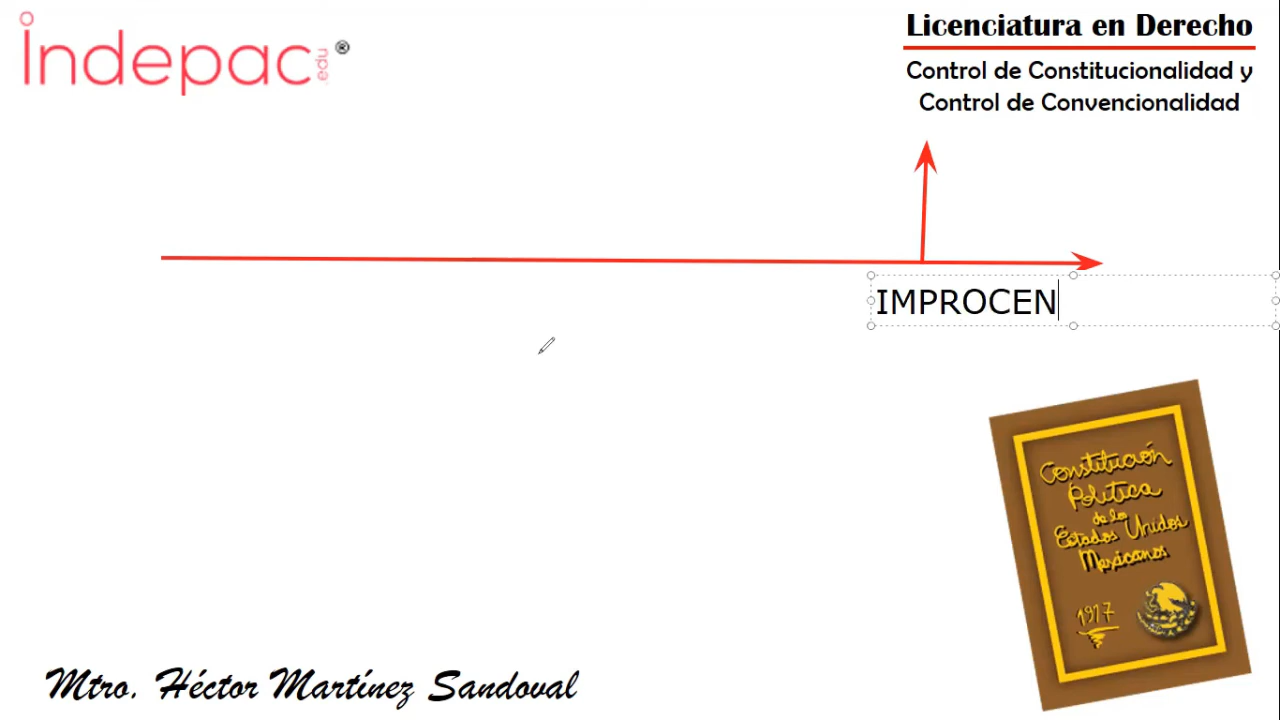 indepac.edu ®
Licenciatura en Derecho
Control de Constitucionalidad y
Control de Convencionalidad
IMPROCEN
Constitución
Política
de los
Estados Unidos
Mexicanos
1917
Mtro. Héctor Martínez Sandoval